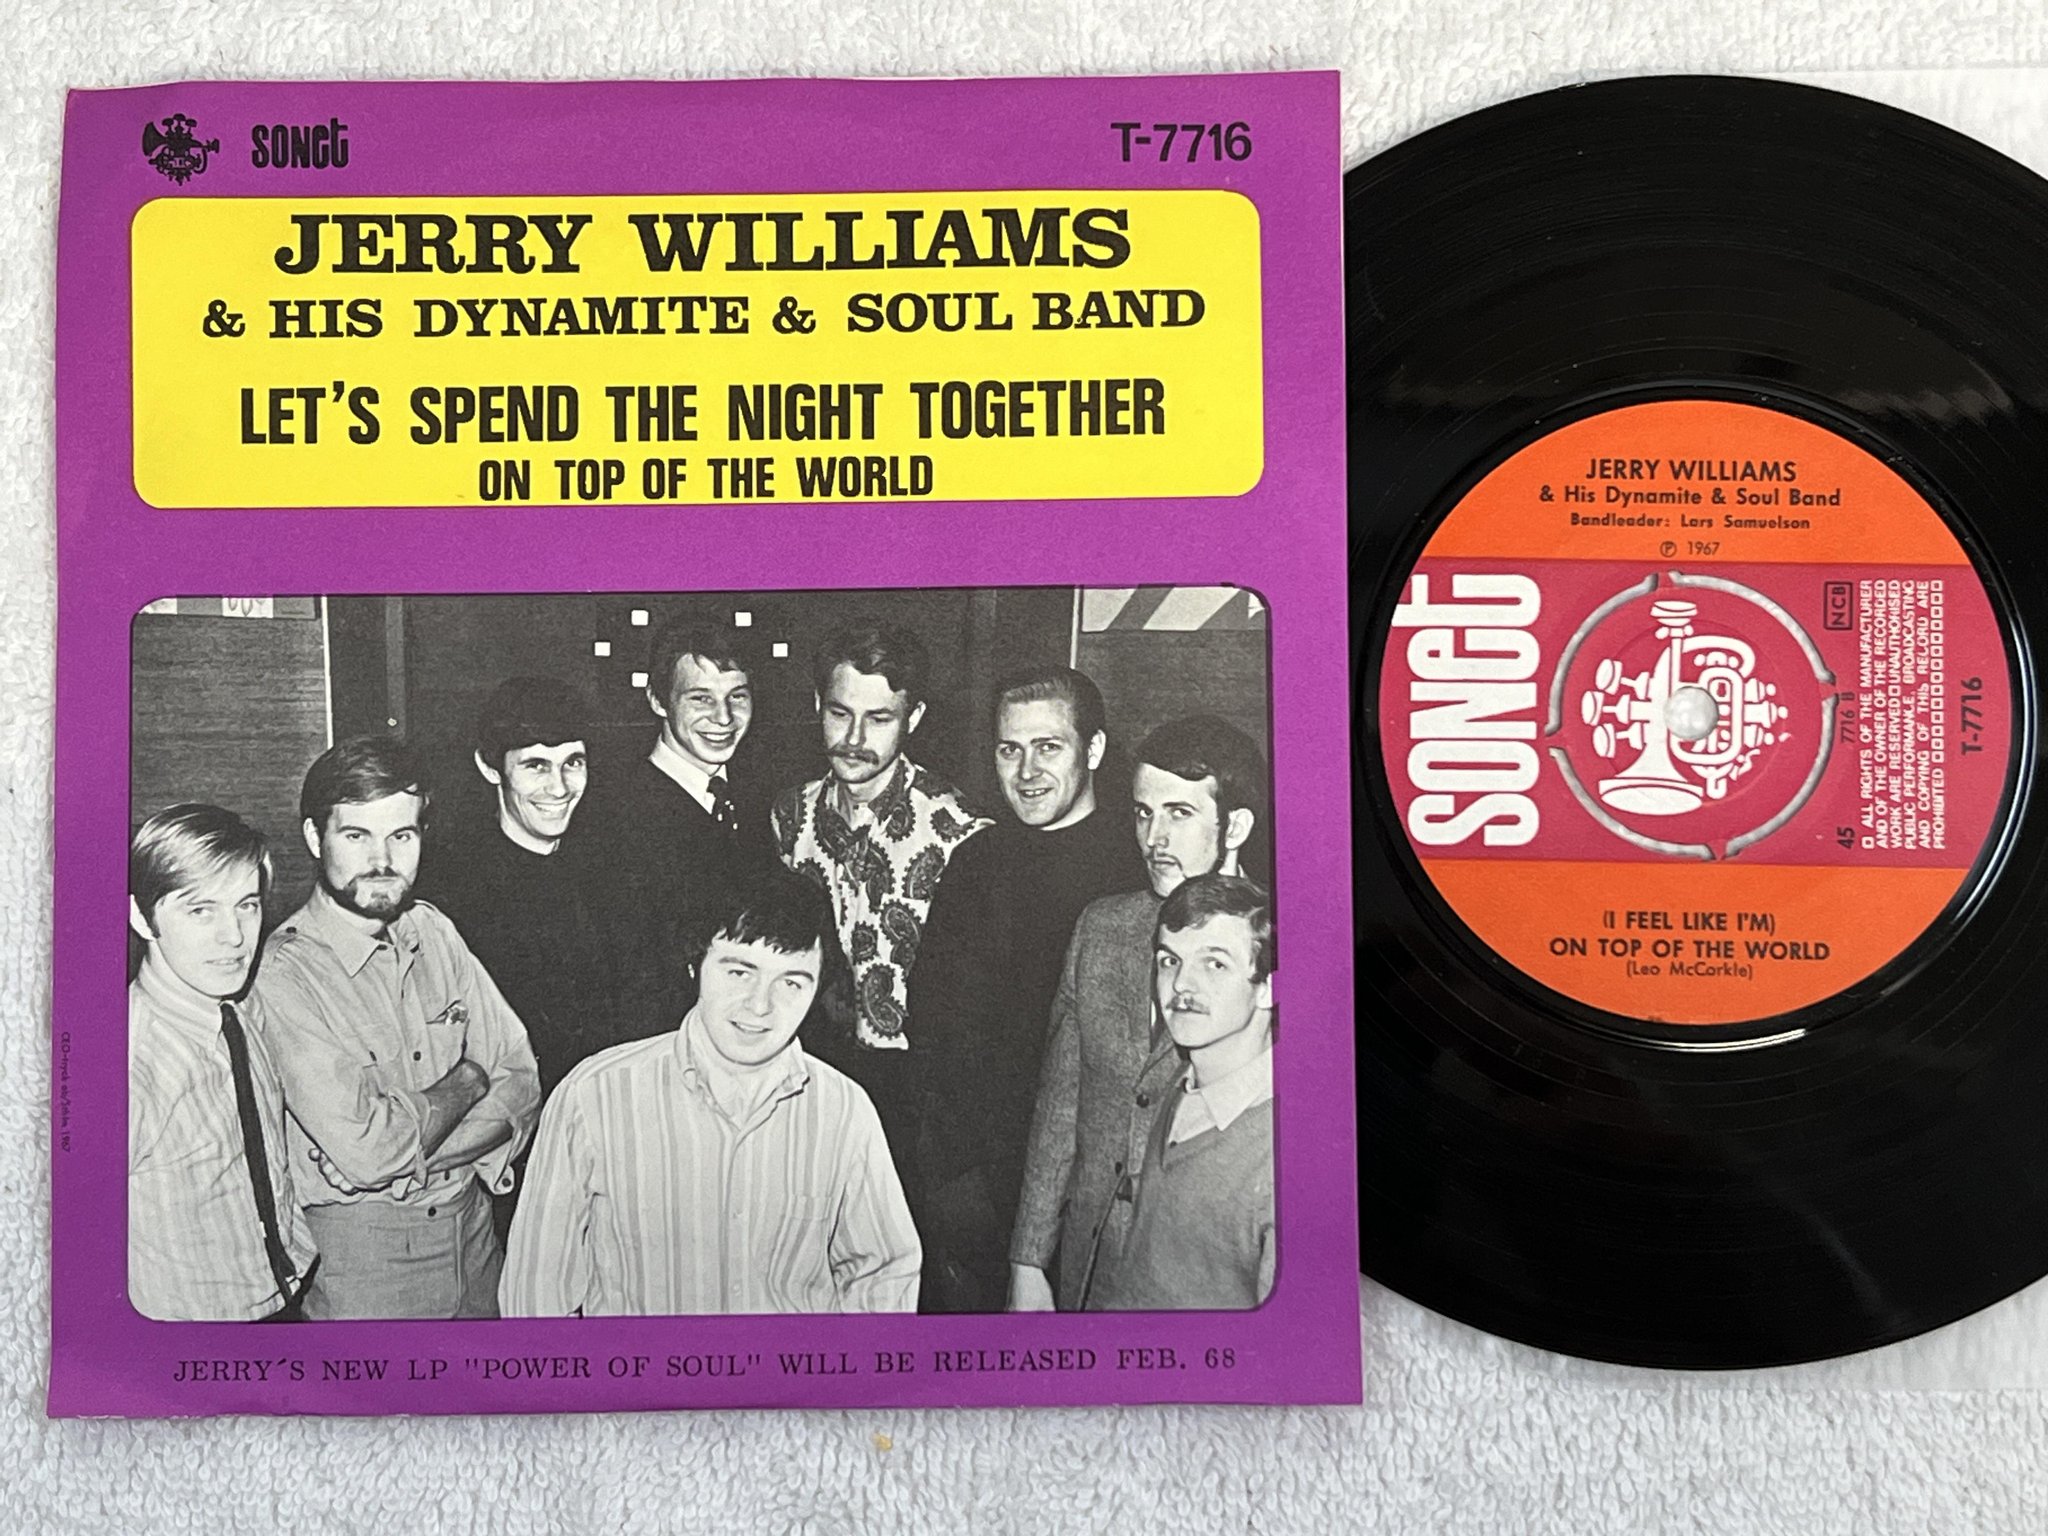 SONET
T-7716
JERRY WILLIAMS
& HIS DYNAMITE & SOUL BAND
LET'S SPEND THE NIGHT TOGETHER
ON TOP OF THE WORLD
JERRY´S NEW LP "POWER OF SOUL" WILL BE RELEASED FEB. 68
JERRY WILLIAMS
& His Dynamite & Soul Band
Bandleader: Lars Samuelson
Ⓟ 1967
SONET
NCB
7716 B
45
ALL RIGHTS OF THE MANUFACTURER
AND OF THE OWNER OF THE RECORDED
WORK ARE RESERVED UNAUTHORISED
PUBLIC PERFORMANCE, BROADCASTING
AND COPYING OF THIS RECORD ARE
PROHIBITED
T-7716
(I FEEL LIKE I'M)
ON TOP OF THE WORLD
(Leo McCorkle)